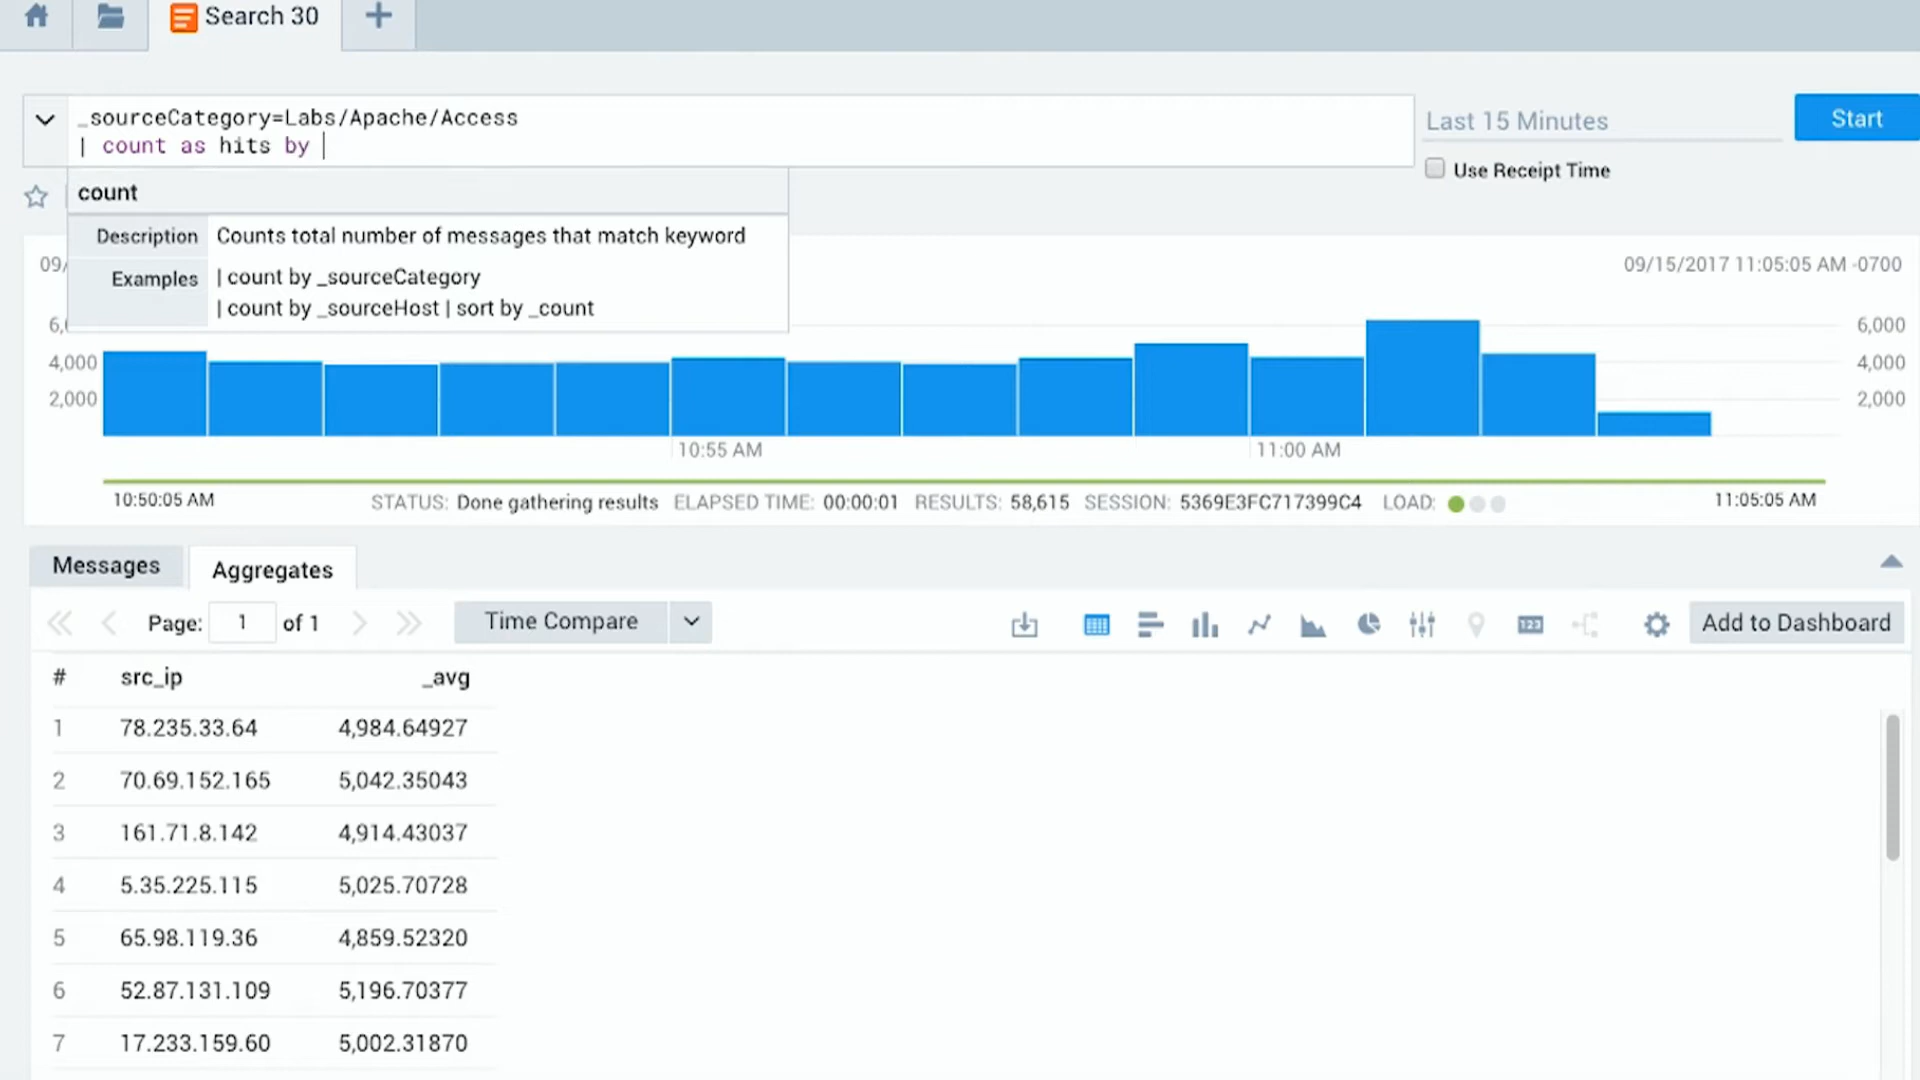 Search 30
_sourceCategory=Labs/Apache/Access
| count as hits by
Last 15 Minutes
Start
Use Receipt Time
count
Description Counts total number of messages that match keyword
Examples | count by _sourceCategory
| count by _sourceHost | sort by _count
09/
09/15/2017 11:05:05 AM -0700
6,000
4,000 4,000
2,000 2,000
10:55 AM 11:00 AM
10:50:05 AM STATUS: Done gathering results ELAPSED TIME: 00:00:01 RESULTS: 58,615 SESSION: 5369E3FC717399C4 LOAD: 11:05:05 AM
Messages Aggregates
Page: 1 of 1 Time Compare 123 Add to Dashboard
# src_ip _avg
1 78.235.33.64 4,984.64927
2 70.69.152.165 5,042.35043
3 161.71.8.142 4,914.43037
4 5.35.225.115 5,025.70728
5 65.98.119.36 4,859.52320
6 52.87.131.109 5,196.70377
7 17.233.159.60 5,002.31870